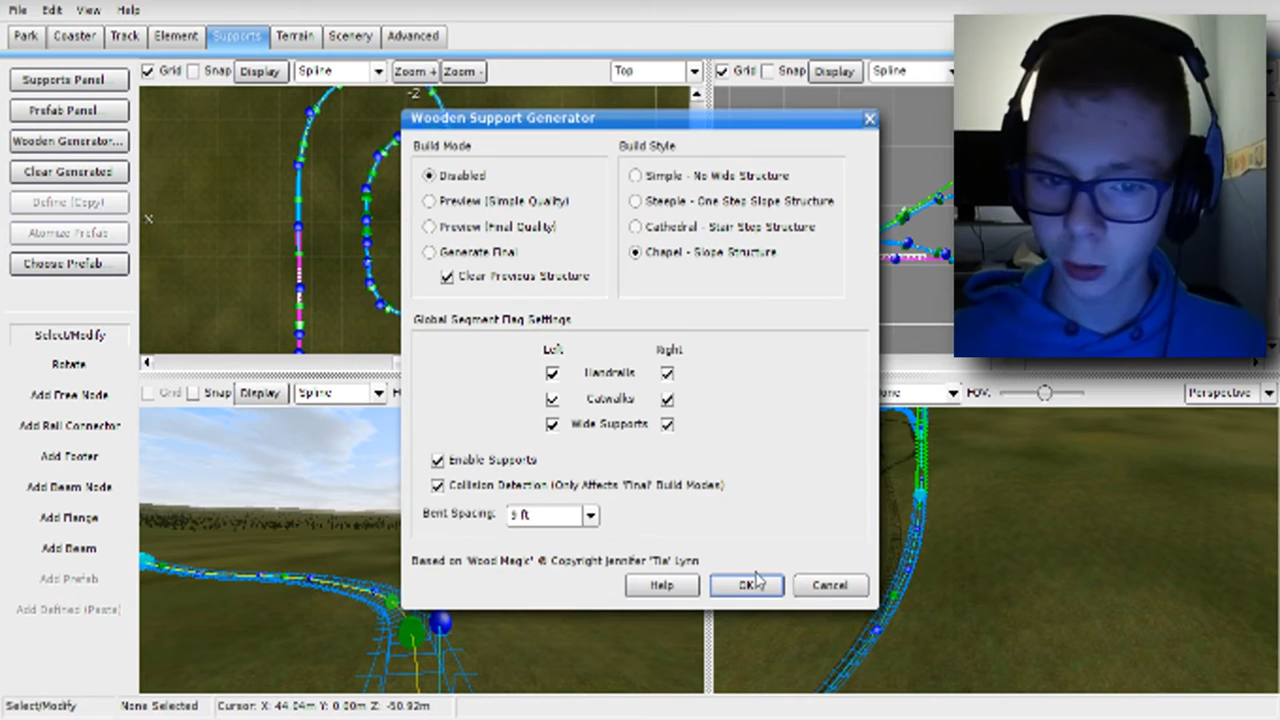 File Edit View Help
Park Coaster Track Element Supports Terrain Scenery Advanced
Grid Snap Display Spline Zoom + Zoom - Top
Grid Snap Display Spline
Supports Panel
Prefab Panel...
Wooden Generator...
Clear Generated
Define (Copy)
Atomize Prefab
Choose Prefab...
Select/Modify
Rotate
Add Free Node
Add Rail Connector
Add Footer
Add Beam Node
Add Flange
Add Beam
Add Prefab
Add Defined (Paste)
-2
X
Wooden Support Generator
Build Mode
Disabled
Preview (Simple Quality)
Preview (Final Quality)
Generate Final
Clear Previous Structure
Build Style
Simple - No Wide Structure
Steeple - One Step Slope Structure
Cathedral - Stair Step Structure
Chapel - Slope Structure
Global Segment Flag Settings
Left Right
Handrails
Catwalks
Wide Supports
Enable Supports
Collision Detection (Only Affects 'Final' Build Modes)
Bent Spacing: 9 ft
Based on 'Wood Magic' © Copyright Jennifer 'Tia' Lynn
Help OK Cancel
Grid Snap Display Spline
FOV: Perspective
Select/Modify None Selected Cursor: X: 44.04m Y: 0.00m Z: -50.92m